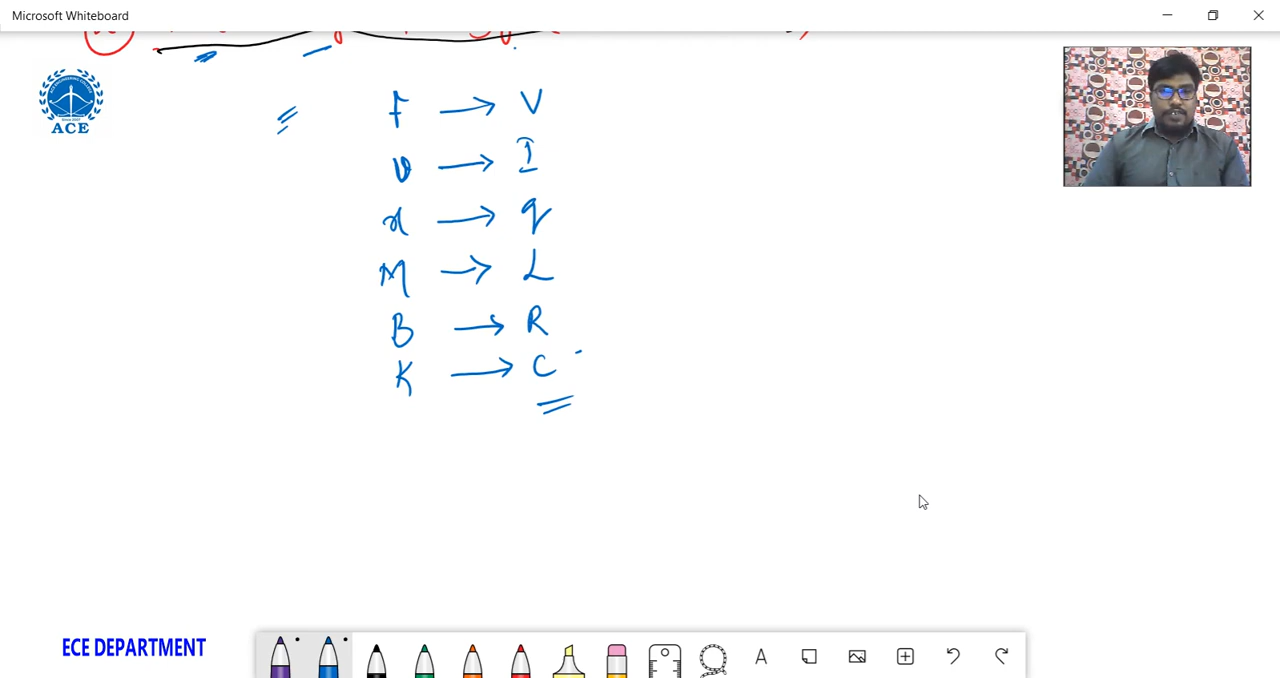 Microsoft Whiteboard
ACE
F → V
v → I
x → q
M → L
B → R
K → C
ECE DEPARTMENT
A